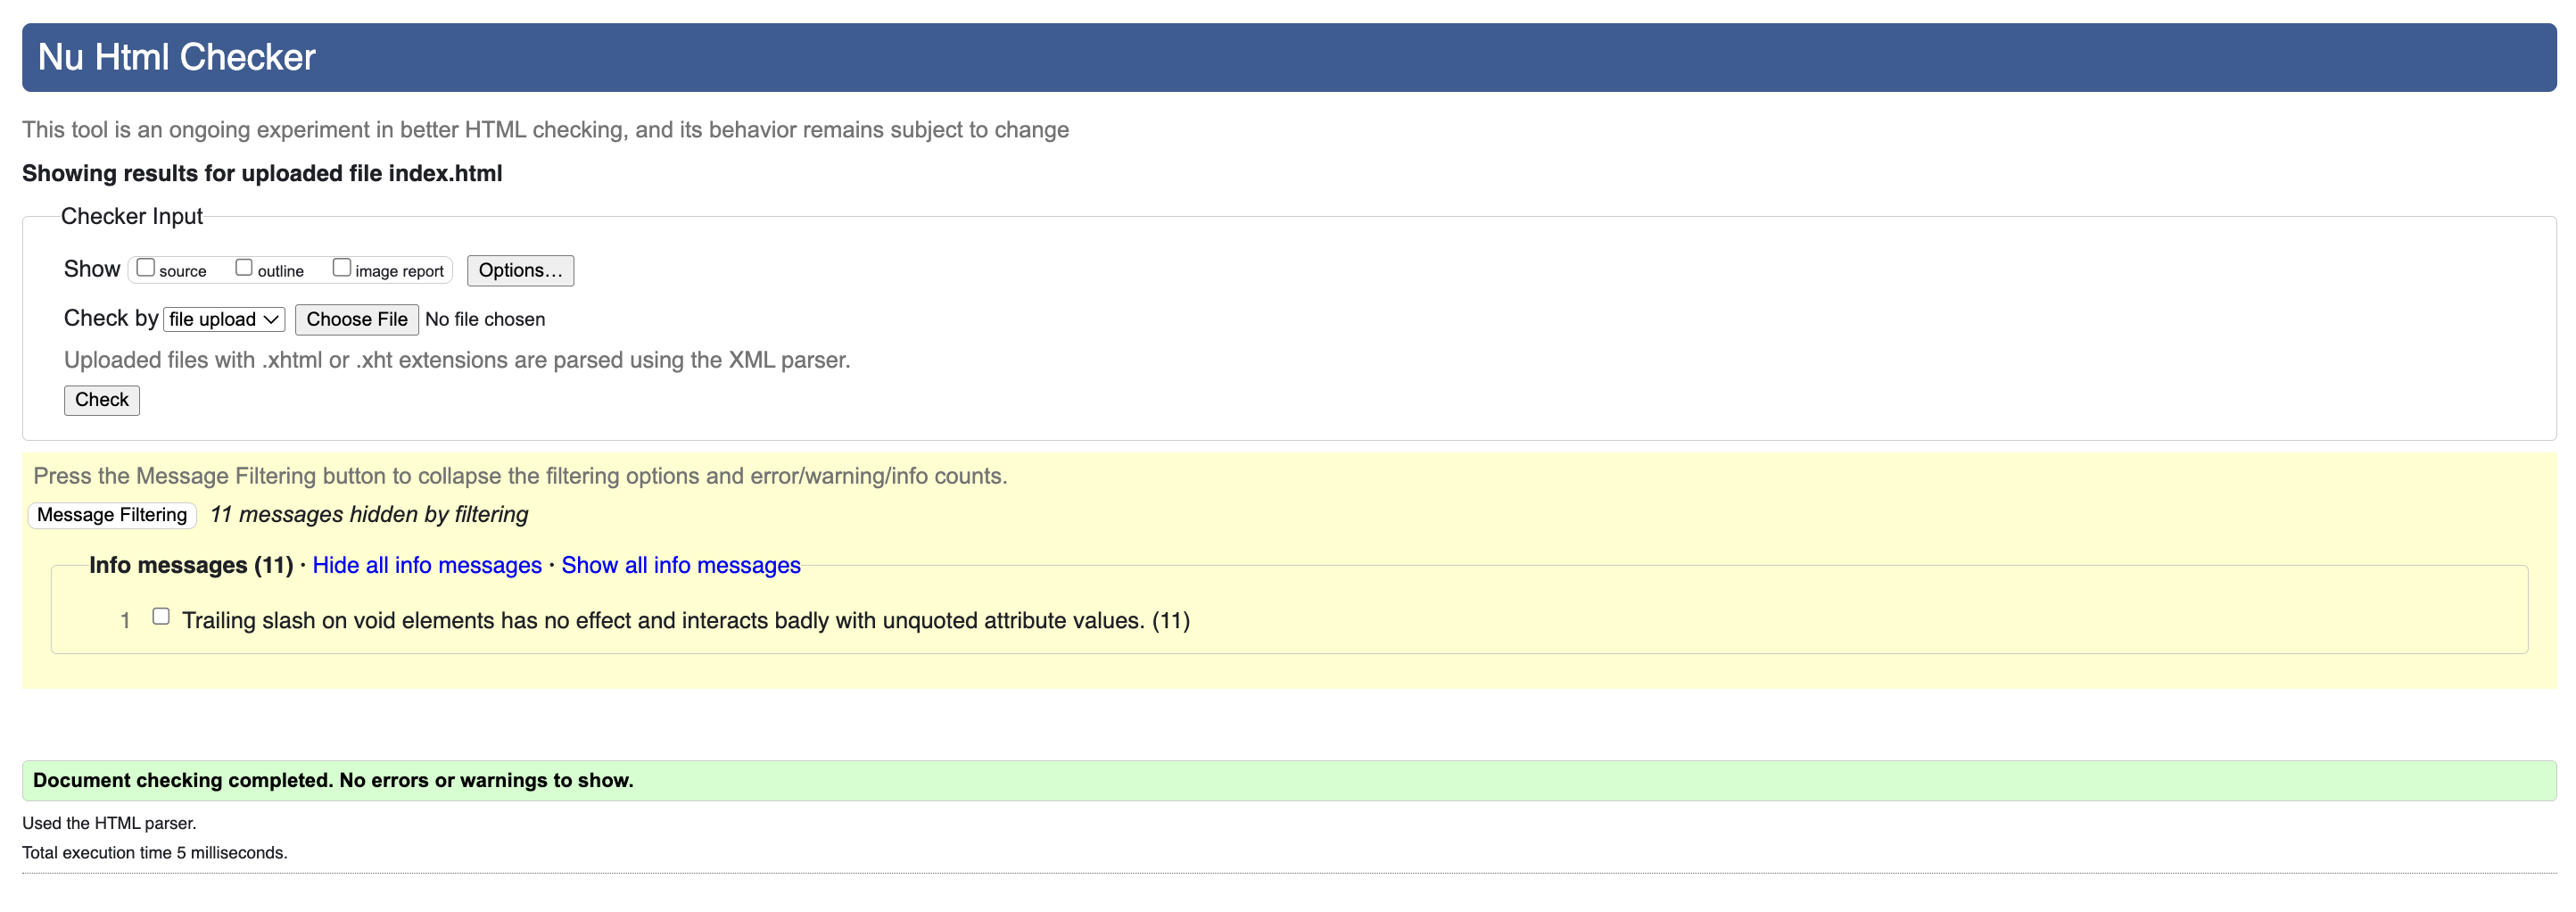 Nu Html Checker
This tool is an ongoing experiment in better HTML checking, and its behavior remains subject to change
Showing results for uploaded file index.html
Checker Input
Show source outline image report Options…
Check by file upload Choose File No file chosen
Uploaded files with .xhtml or .xht extensions are parsed using the XML parser.
Check
Press the Message Filtering button to collapse the filtering options and error/warning/info counts.
Message Filtering 11 messages hidden by filtering
Info messages (11) · Hide all info messages · Show all info messages
1 Trailing slash on void elements has no effect and interacts badly with unquoted attribute values. (11)
Document checking completed. No errors or warnings to show.
Used the HTML parser.
Total execution time 5 milliseconds.